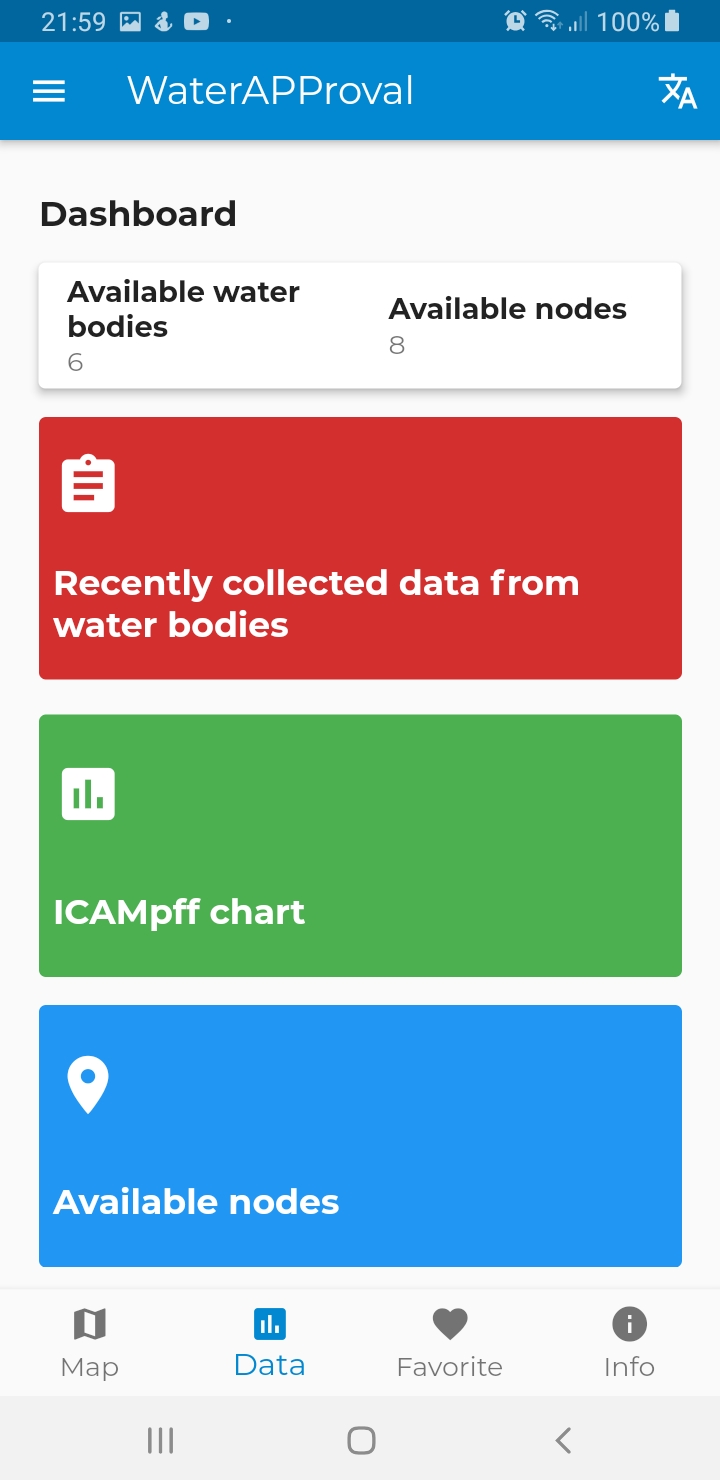 21:59
100%
WaterAPProval
Dashboard
Available water
bodies
6
Available nodes
8
Recently collected data from
water bodies
ICAMpff chart
Available nodes
Map
Data
Favorite
Info